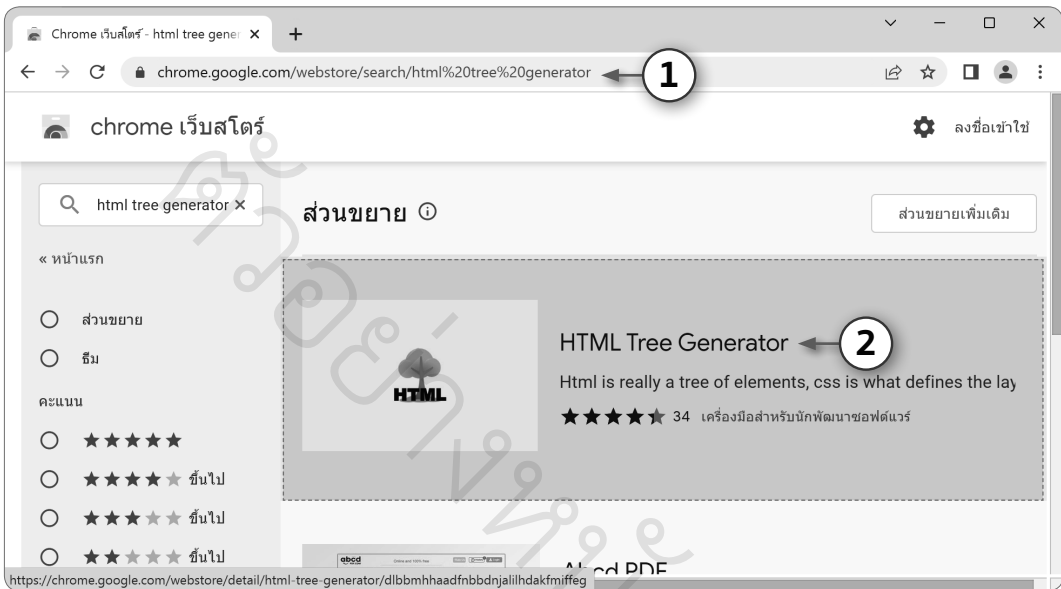 Chrome เว็บสโตร์ - html tree gener
chrome.google.com/webstore/search/html%20tree%20generator
1
chrome เว็บสโตร์
ลงชื่อเข้าใช้
html tree generator
ส่วนขยาย
ส่วนขยายเพิ่มเติม
« หน้าแรก
ส่วนขยาย
ธีม
คะแนน
ขึ้นไป
ขึ้นไป
ขึ้นไป
HTML
HTML Tree Generator
2
Html is really a tree of elements, css is what defines the lay
34 เครื่องมือสำหรับนักพัฒนาซอฟต์แวร์
abcd
Abcd PDF
https://chrome.google.com/webstore/detail/html-tree-generator/dlbbmhhaadfnbbdnjalilhdakfmiffeg